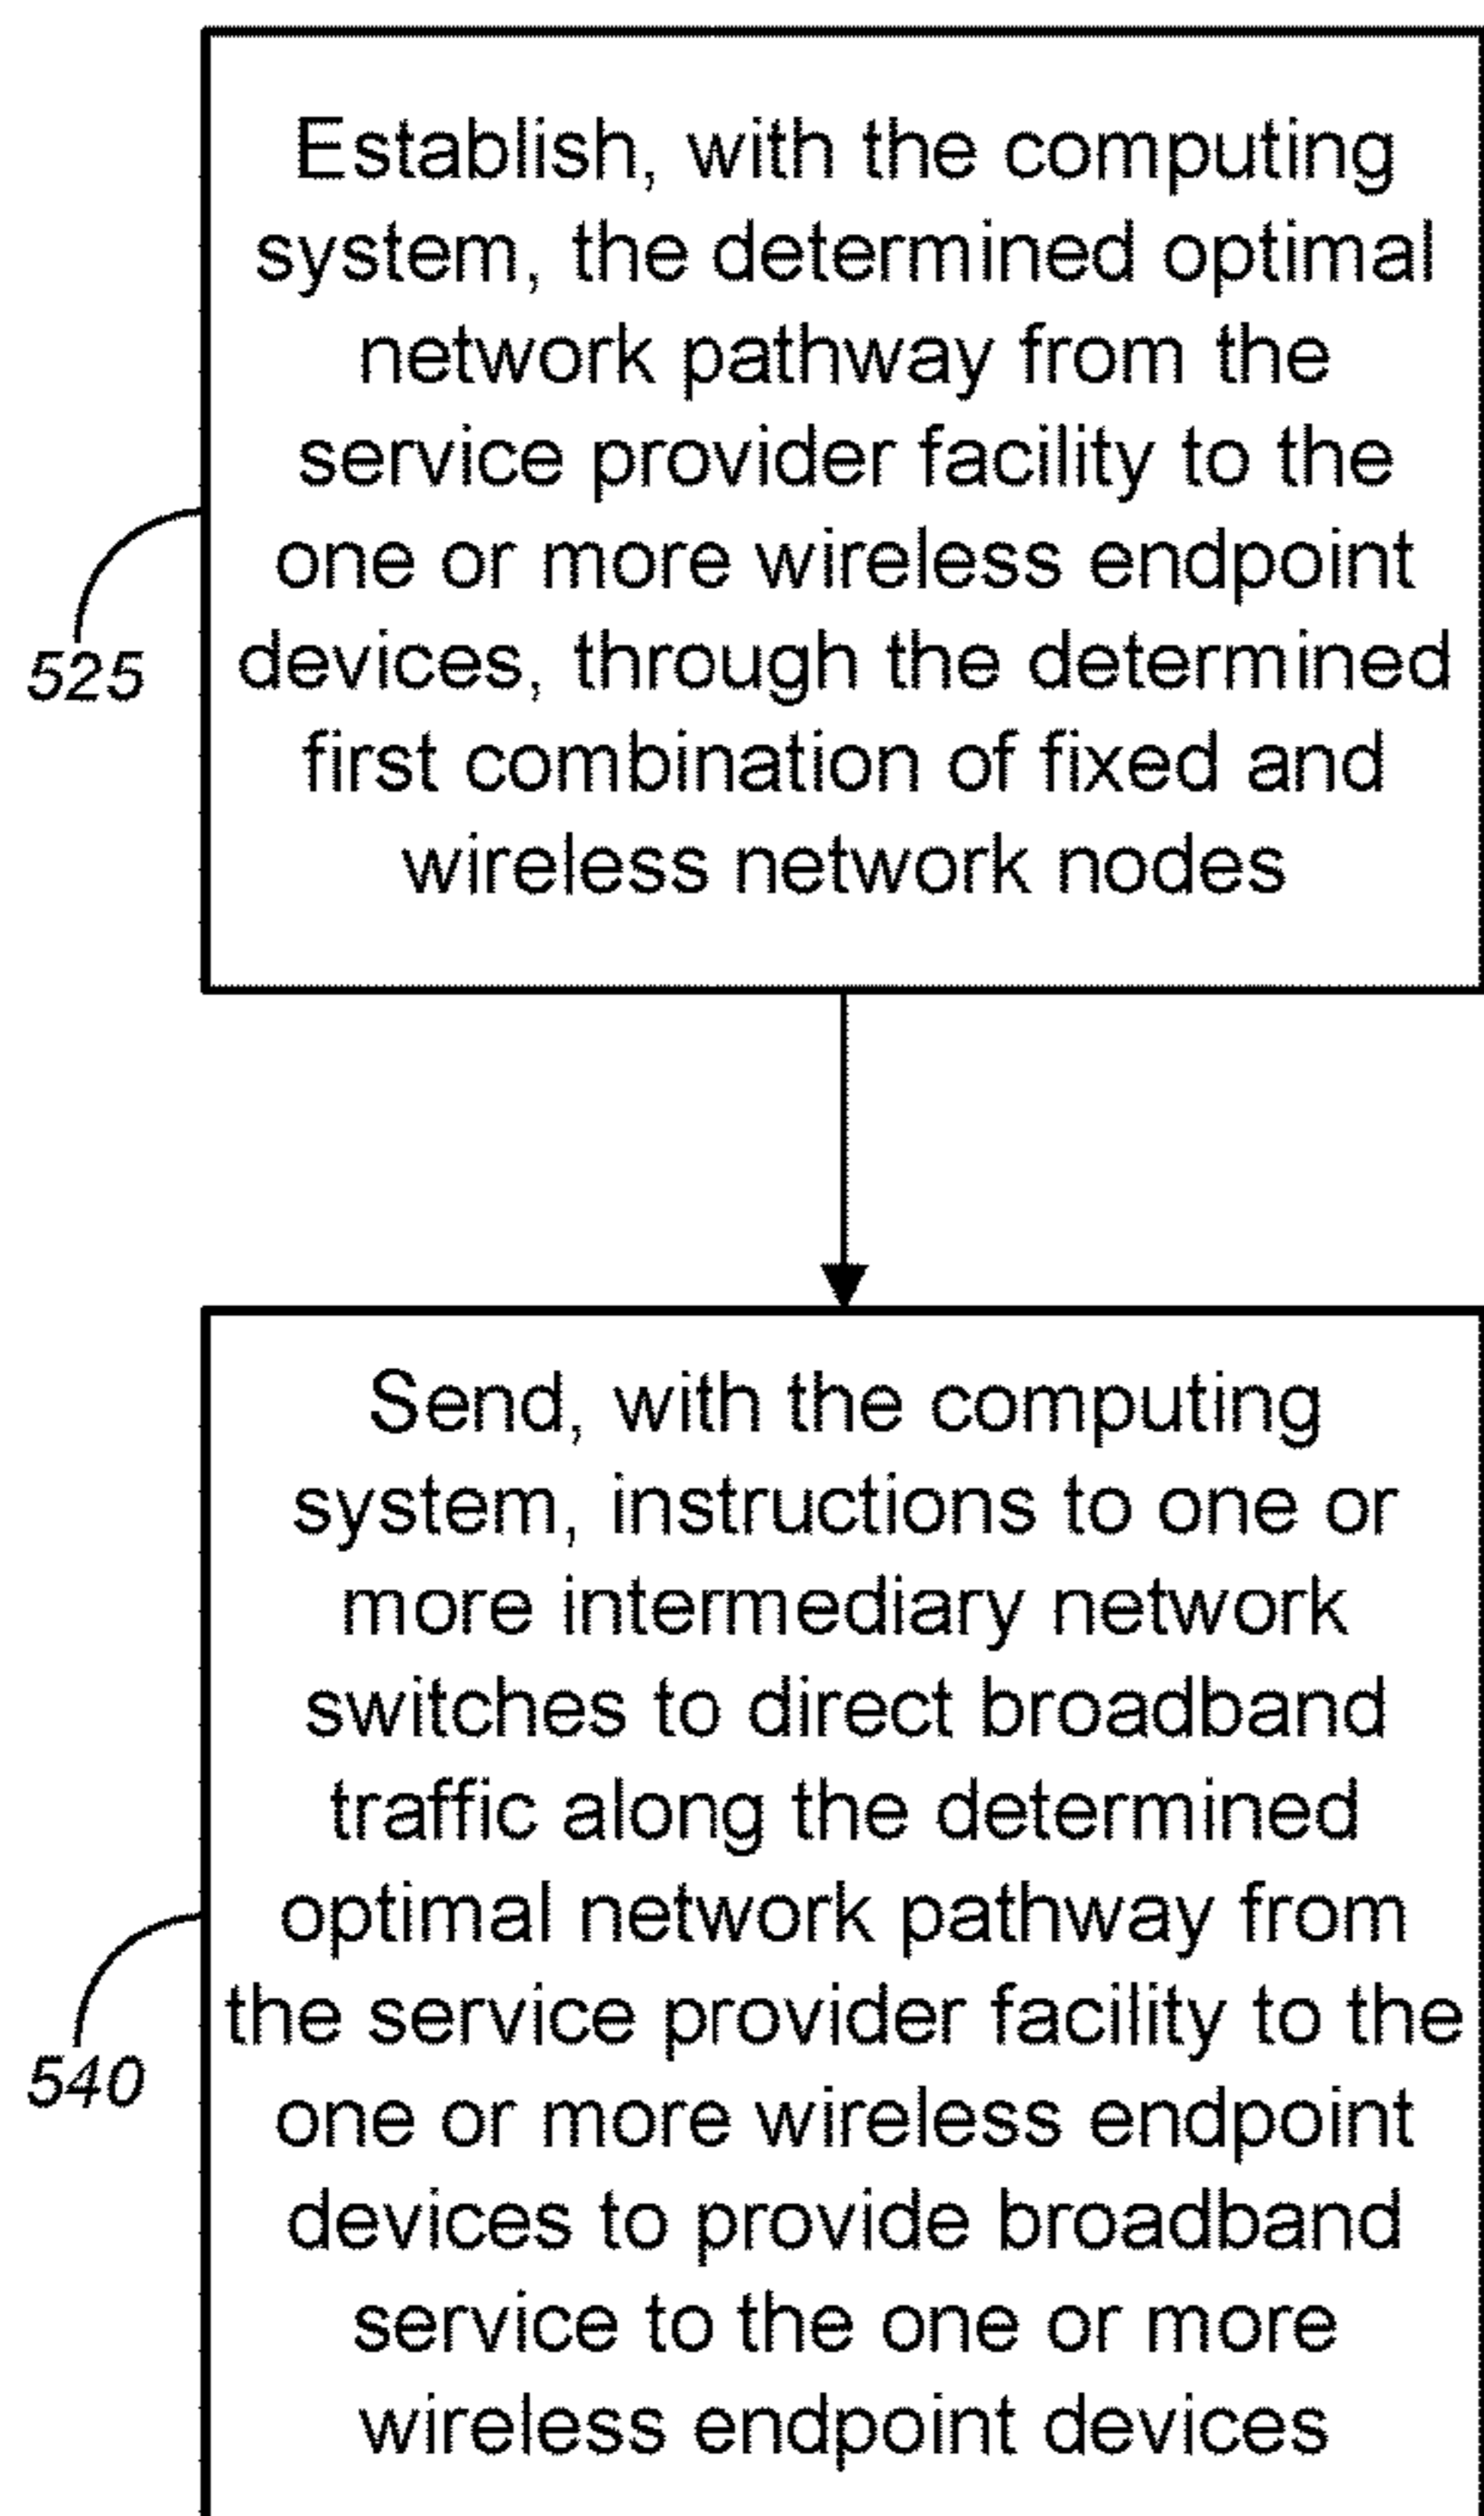 Establish, with the computing
system, the determined optimal
network pathway from the
service provider facility to the
one or more wireless endpoint
devices, through the determined
first combination of fixed and
wireless network nodes
525
Send, with the computing
system, instructions to one or
more intermediary network
switches to direct broadband
traffic along the determined
optimal network pathway from
the service provider facility to the
one or more wireless endpoint
devices to provide broadband
service to the one or more
wireless endpoint devices
540